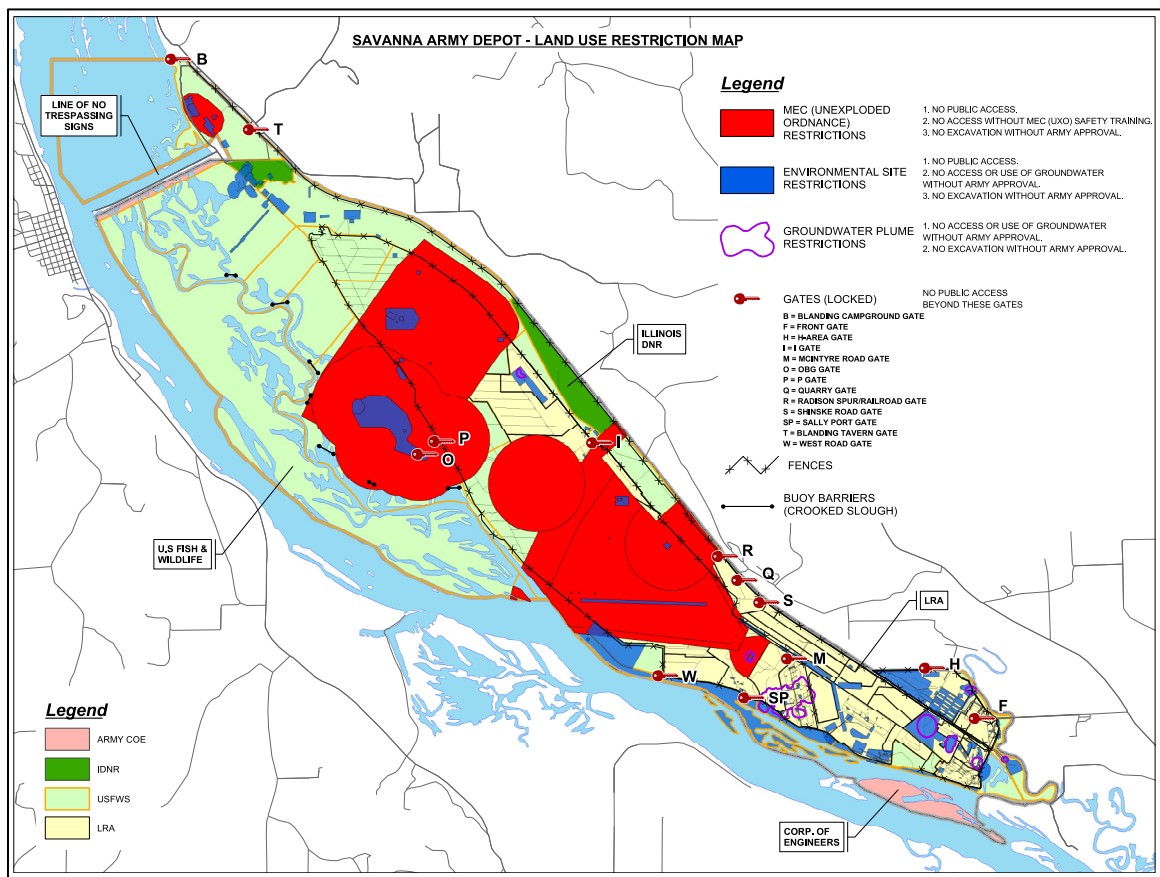 SAVANNA ARMY DEPOT - LAND USE RESTRICTION MAP
B
LINE OF NO
TRESPASSING
SIGNS
T
Legend
MEC (UNEXPLODED
ORDNANCE)
RESTRICTIONS
1. NO PUBLIC ACCESS.
2. NO ACCESS WITHOUT MEC (UXO) SAFETY TRAINING.
3. NO EXCAVATION WITHOUT ARMY APPROVAL.
ENVIRONMENTAL SITE
RESTRICTIONS
1. NO PUBLIC ACCESS.
2. NO ACCESS OR USE OF GROUNDWATER
WITHOUT ARMY APPROVAL.
3. NO EXCAVATION WITHOUT ARMY APPROVAL.
GROUNDWATER PLUME
RESTRICTIONS
1. NO ACCESS OR USE OF GROUNDWATER
WITHOUT ARMY APPROVAL.
2. NO EXCAVATION WITHOUT ARMY APPROVAL.
GATES (LOCKED)
NO PUBLIC ACCESS
BEYOND THESE GATES
B = BLANDING CAMPGROUND GATE
F = FRONT GATE
H = H-AREA GATE
I = I GATE
M = MCINTYRE ROAD GATE
O = OBG GATE
P = P GATE
Q = QUARRY GATE
R = RADISON SPUR/RAILROAD GATE
S = SHINSKE ROAD GATE
SP = SALLY PORT GATE
T = BLANDING TAVERN GATE
W = WEST ROAD GATE
FENCES
BUOY BARRIERS
(CROOKED SLOUGH)
ILLINOIS
DNR
P
I
O
U,S FISH &
WILDLIFE
R
Q
S
LRA
M
H
W
SP
F
Legend
ARMY COE
IDNR
USFWS
LRA
CORP. OF
ENGINEERS